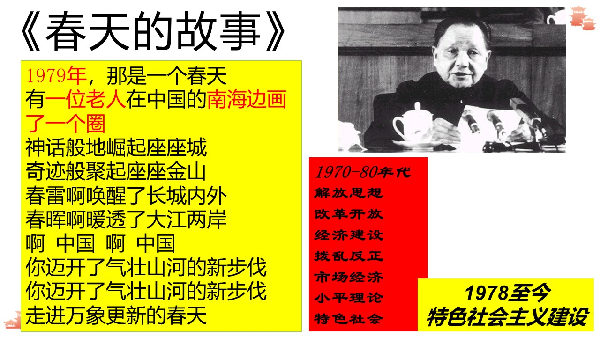 《春天的故事》
1979年，那是一个春天
有一位老人在中国的南海边画
了一个圈
神话般地崛起座座城
奇迹般聚起座座金山
春雷啊唤醒了长城内外
春晖啊暖透了大江两岸
啊 中国 啊 中国
你迈开了气壮山河的新步伐
你迈开了气壮山河的新步伐
走进万象更新的春天
1970-80年代
解放思想
改革开放
经济建设
拨乱反正
市场经济
小平理论
特色社会
1978至今
特色社会主义建设